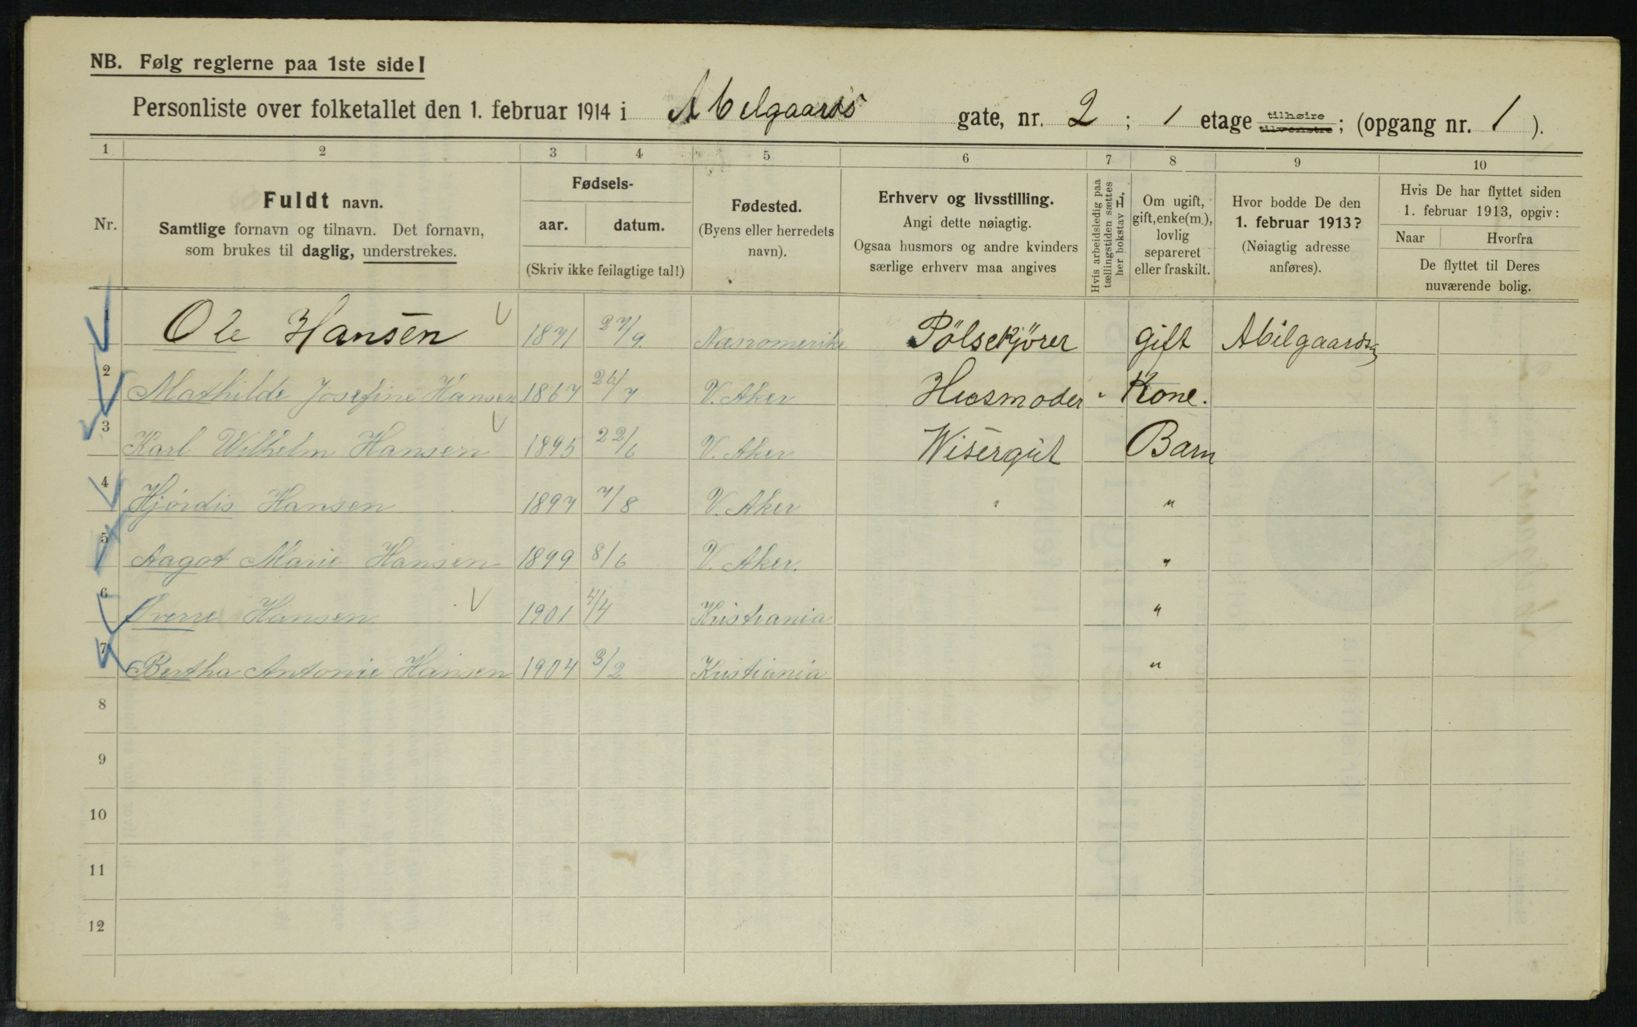 NB. Følg reglerne paa 1ste side!
Personliste over folketallet den 1. februar 1914 i Abelgaards gate, nr. 2 ; 1 etage tilhøire tilvenstre ; (opgang nr. 1 ).
1 2 3 4 5 6 7 8 9 10
Nr.
Fuldt navn.
Samtlige fornavn og tilnavn. Det fornavn,
som brukes til daglig, understrekes.
Fødsels-
aar. datum.
(Skriv ikke feilagtige tal!)
Fødested.
(Byens eller herredets
navn).
Erhverv og livsstilling.
Angi dette nøiagtig.
Ogsaa husmors og andre kvinders
særlige erhverv maa angives
Hvis arbeidsledig paa
tællingstiden sættes
her bokstav
Om ugift,
gift, enke(m.),
lovlig
separeret
eller fraskilt.
Hvor bodde De den
1. februar 1913?
(Nøiagtig adresse
anføres).
Hvis De har flyttet siden
1. februar 1913, opgiv:
Naar Hvorfra
De flyttet til Deres
nuværende bolig.
1 Ole Hansen 1871 27/9 Næsromerike Pölsekjörer gift Abilgaardsg
2 Mathilde Josefine Hansen 1867 26/7 V. Aker Husmoder " Kone.
3 Karl Wilhelm Hansen 1895 22/6 V. Aker Wisergut Barn
4 Hjördis Hansen 1897 7/8 V. Aker " "
5 Aagot Marie Hansen 1899 8/6 V. Aker. "
6 Sverre Hansen 1901 4/4 Kristiania "
7 Bertha Antonie Hansen 1904 3/2 Kristiania "
8
9
10
11
12